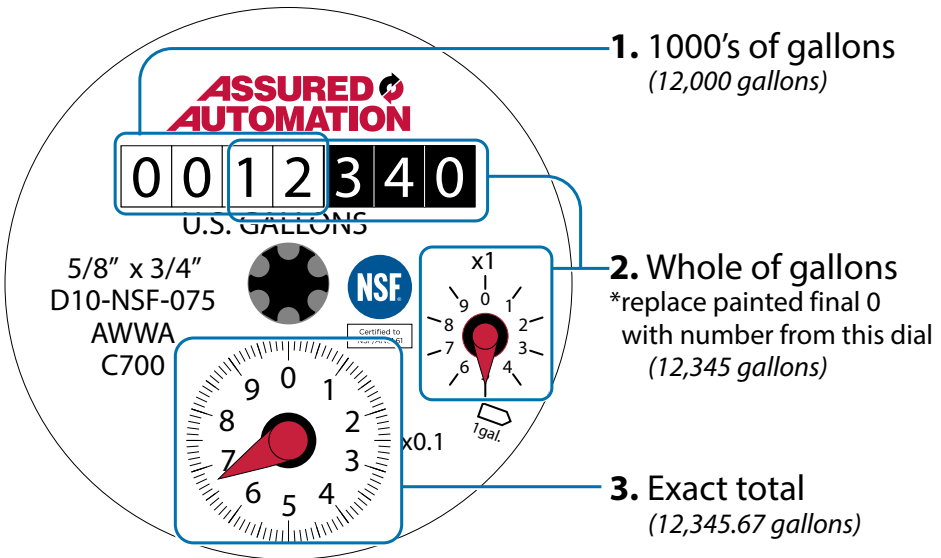 1. 1000's of gallons
(12,000 gallons)
ASSURED
AUTOMATION
0 0 1 2 3 4 0
U.S. GALLONS
5/8” x 3/4”
D10-NSF-075
AWWA
C700
NSF
Certified to
x1
0 1 2 3 4 6 7 8 9
1gal.
2. Whole of gallons
*replace painted final 0
with number from this dial
(12,345 gallons)
0 1 2 3 4 5 6 7 8 9
x0.1
3. Exact total
(12,345.67 gallons)